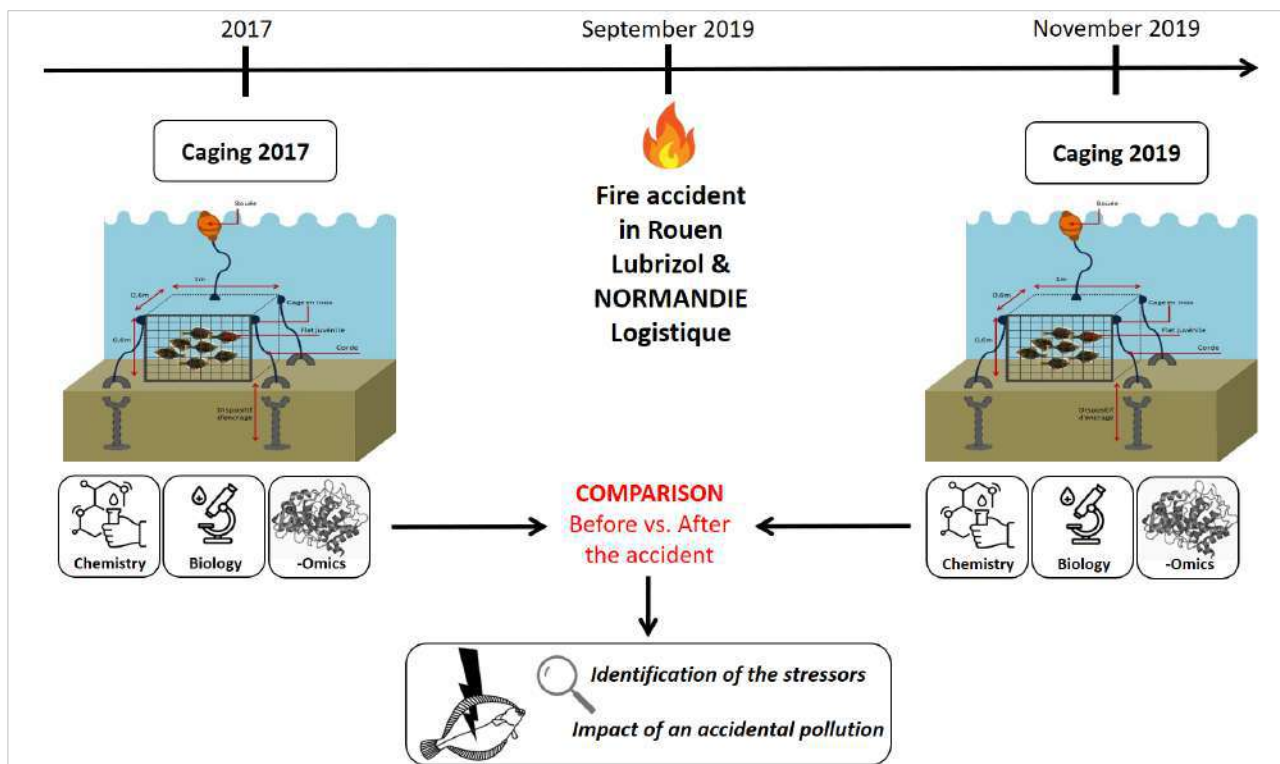 2017
September 2019
November 2019
Caging 2017
Fire accident
in Rouen
Lubrizol &
NORMANDIE
Logistique
Caging 2019
Bouée
1m
0,6m
Cage en inox
Flet juvénile
0,6m
Corde
Dispositif
d'encrage
Bouée
1m
0,6m
Cage en inox
Flet juvénile
0,6m
Corde
Dispositif
d'encrage
Chemistry
Biology
-Omics
COMPARISON
Before vs. After
the accident
Chemistry
Biology
-Omics
Identification of the stressors
Impact of an accidental pollution